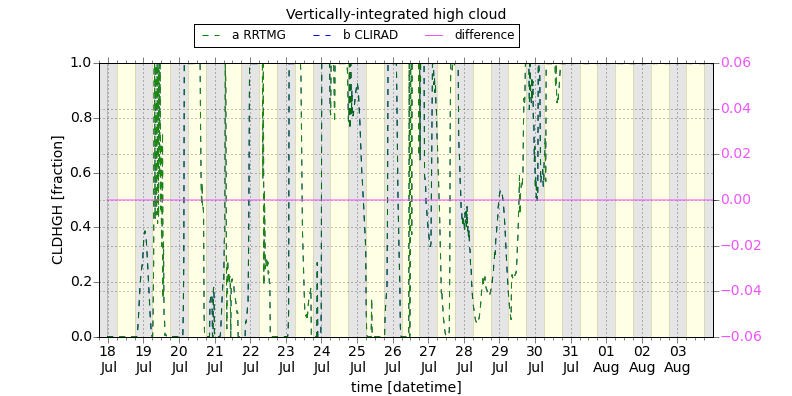 Vertically-integrated high cloud
a RRTMG b CLIRAD difference
1.0 0.06
0.8 0.04
0.02
0.6
0.00
0.4
−0.02
0.2
−0.04
0.0 −0.06
CLDHGH [fraction]
18 19 20 21 22 23 24 25 26 27 28 29 30 31 01 02 03
Jul Jul Jul Jul Jul Jul Jul Jul Jul Jul Jul Jul Jul Jul Aug Aug Aug
time [datetime]